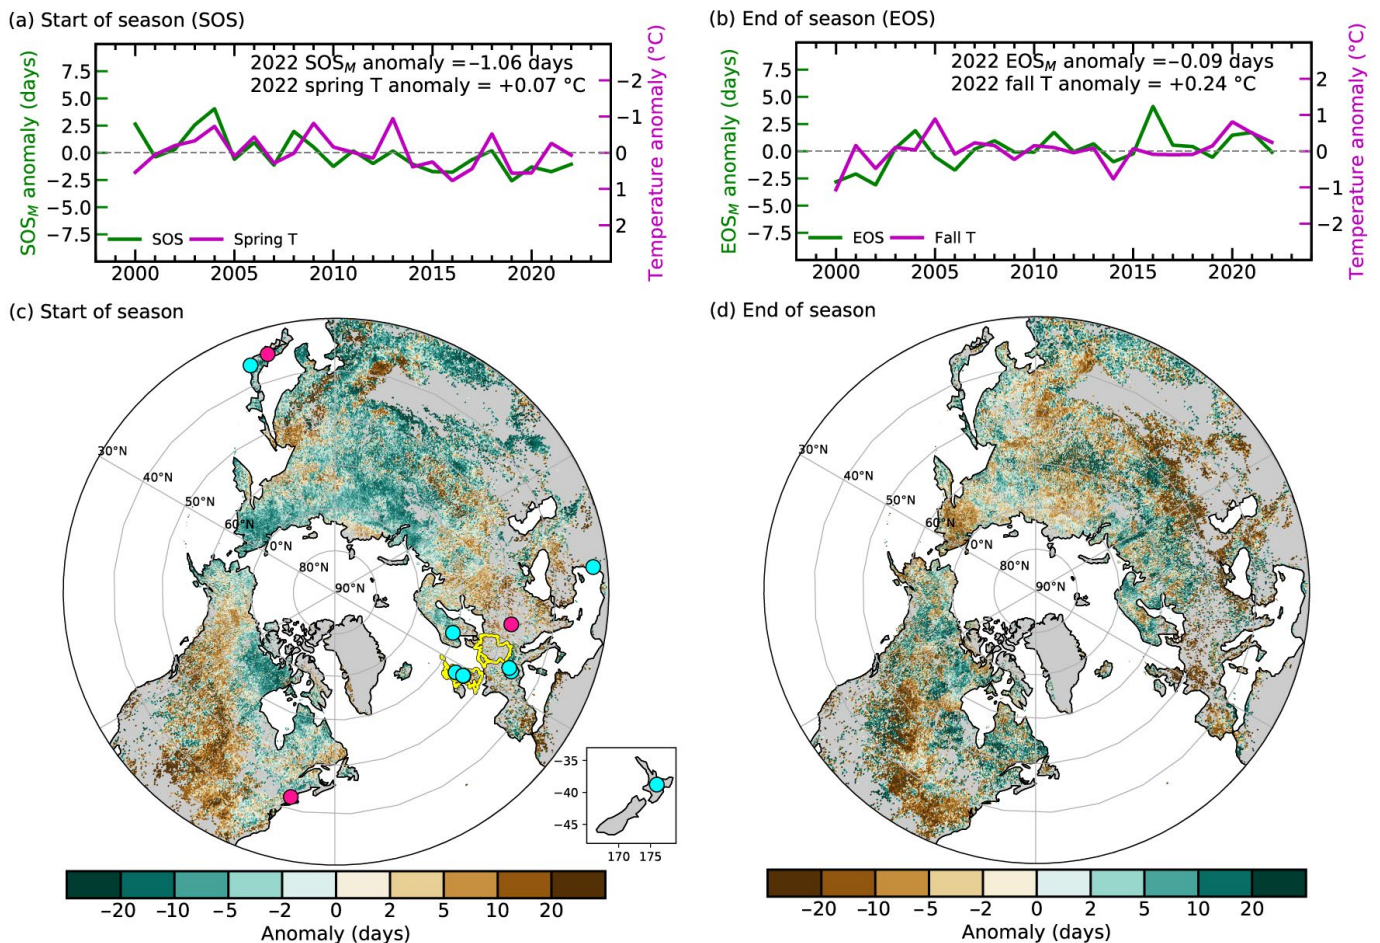 (a) Start of season (SOS)
SOSM anomaly (days)
7.5
5.0
2.5
0.0
−2.5
−5.0
−7.5
2022 SOSM anomaly =−1.06 days
2022 spring T anomaly = +0.07 °C
SOS
Spring T
2000 2005 2010 2015 2020
−2
−1
0
1
2
Temperature anomaly (°C)
(b) End of season (EOS)
EOSM anomaly (days)
7.5
5.0
2.5
0.0
−2.5
−5.0
−7.5
2022 EOSM anomaly =−0.09 days
2022 fall T anomaly = +0.24 °C
EOS
Fall T
2000 2005 2010 2015 2020
2
1
0
−1
−2
Temperature anomaly (°C)
(c) Start of season
30°N
40°N
50°N
60°N
70°N
80°N
90°N
−35
−40
−45
170 175
−20 −10 −5 −2 0 2 5 10 20
Anomaly (days)
(d) End of season
30°N
40°N
50°N
60°N
70°N
80°N
90°N
−20 −10 −5 −2 0 2 5 10 20
Anomaly (days)